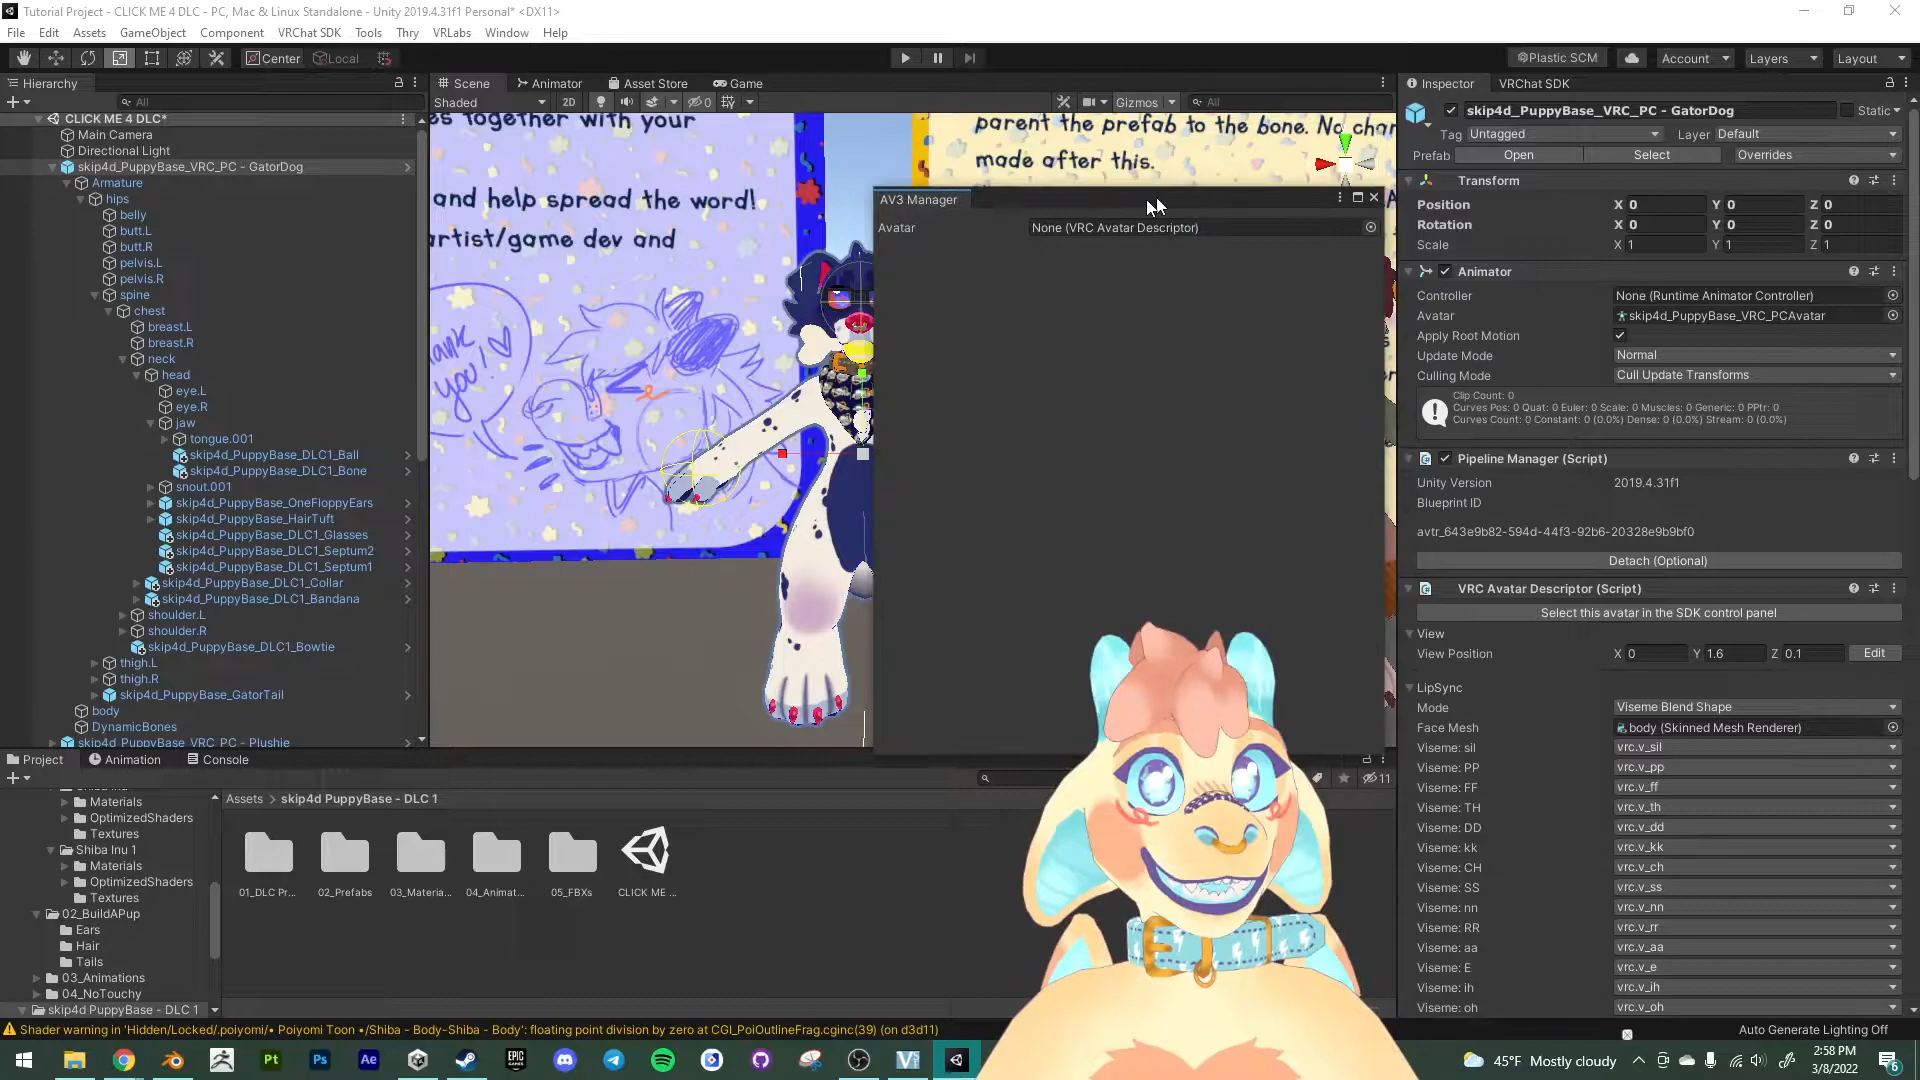 Tutorial Project - CLICK ME 4 DLC - PC, Mac & Linux Standalone - Unity 2019.4.31f1 Personal* <DX11>
File Edit Assets GameObject Component VRChat SDK Tools Thry VRLabs Window Help
Center Local Plastic SCM Account Layers Layout
Hierarchy
All
CLICK ME 4 DLC*
Main Camera
Directional Light
skip4d_PuppyBase_VRC_PC - GatorDog
Armature
hips
belly
butt.L
butt.R
pelvis.L
pelvis.R
spine
chest
breast.L
breast.R
neck
head
eye.L
eye.R
jaw
tongue.001
skip4d_PuppyBase_DLC1_Ball
skip4d_PuppyBase_DLC1_Bone
snout.001
skip4d_PuppyBase_OneFloppyEars
skip4d_PuppyBase_HairTuft
skip4d_PuppyBase_DLC1_Glasses
skip4d_PuppyBase_DLC1_Septum2
skip4d_PuppyBase_DLC1_Septum1
skip4d_PuppyBase_DLC1_Collar
skip4d_PuppyBase_DLC1_Bandana
shoulder.L
shoulder.R
skip4d_PuppyBase_DLC1_Bowtie
thigh.L
thigh.R
skip4d_PuppyBase_GatorTail
body
DynamicBones
skip4d_PuppyBase_VRC_PC - Plushie
Scene Animator Asset Store Game
Shaded 2D 0 Gizmos All
es together with your
and help spread the word!
artist/game dev and
you!
parent the prefab to the bone. No
made after this.
AV3 Manager
Avatar None (VRC Avatar Descriptor)
Inspector VRChat SDK
skip4d_PuppyBase_VRC_PC - GatorDog Static
Tag Untagged Layer Default
Prefab Open Select Overrides
Transform
Position X 0 Y 0 Z 0
Rotation X 0 Y 0 Z 0
Scale X 1 Y 1 Z 1
Animator
Controller None (Runtime Animator Controller)
Avatar skip4d_PuppyBase_VRC_PCAvatar
Apply Root Motion
Update Mode Normal
Culling Mode Cull Update Transforms
Clip Count: 0
Curves Pos: 0 Quat: 0 Euler: 0 Scale: 0 Muscles: 0 Generic: 0 PPtr: 0
Curves Count: 0 Constant: 0 (0.0%) Dense: 0 (0.0%) Stream: 0 (0.0%)
Pipeline Manager (Script)
Unity Version 2019.4.31f1
Blueprint ID
avtr_643e9b82-594d-44f3-92b6-20328e9b9bf0
Detach (Optional)
VRC Avatar Descriptor (Script)
Select this avatar in the SDK control panel
View
View Position X 0 Y 1.6 Z 0.1 Edit
LipSync
Mode Viseme Blend Shape
Face Mesh body (Skinned Mesh Renderer)
Viseme: sil vrc.v_sil
Viseme: PP vrc.v_pp
Viseme: FF vrc.v_ff
Viseme: TH vrc.v_th
Viseme: DD vrc.v_dd
Viseme: kk vrc.v_kk
Viseme: CH vrc.v_ch
Viseme: SS vrc.v_ss
Viseme: nn vrc.v_nn
Viseme: RR vrc.v_rr
Viseme: aa vrc.v_aa
Viseme: E vrc.v_e
Viseme: ih vrc.v_ih
Viseme: oh vrc.v_oh
Project Animation Console
11
Materials
OptimizedShaders
Textures
Shiba Inu 1
Materials
OptimizedShaders
Textures
02_BuildAPup
Ears
Hair
Tails
03_Animations
04_NoTouchy
skip4d PuppyBase - DLC 1
Assets > skip4d PuppyBase - DLC 1
01_DLC Pr... 02_Prefabs 03_Materia... 04_Animat... 05_FBXs CLICK ME ...
Shader warning in 'Hidden/Locked/.poiyomi/• Poiyomi Toon •/Shiba - Body-Shiba - Body': floating point division by zero at CGI_PoiOutlineFrag.cginc(39) (on d3d11)
Auto Generate Lighting Off
Pt Ps Ae EPIC GAMES
45°F Mostly cloudy
2:58 PM
3/8/2022
6